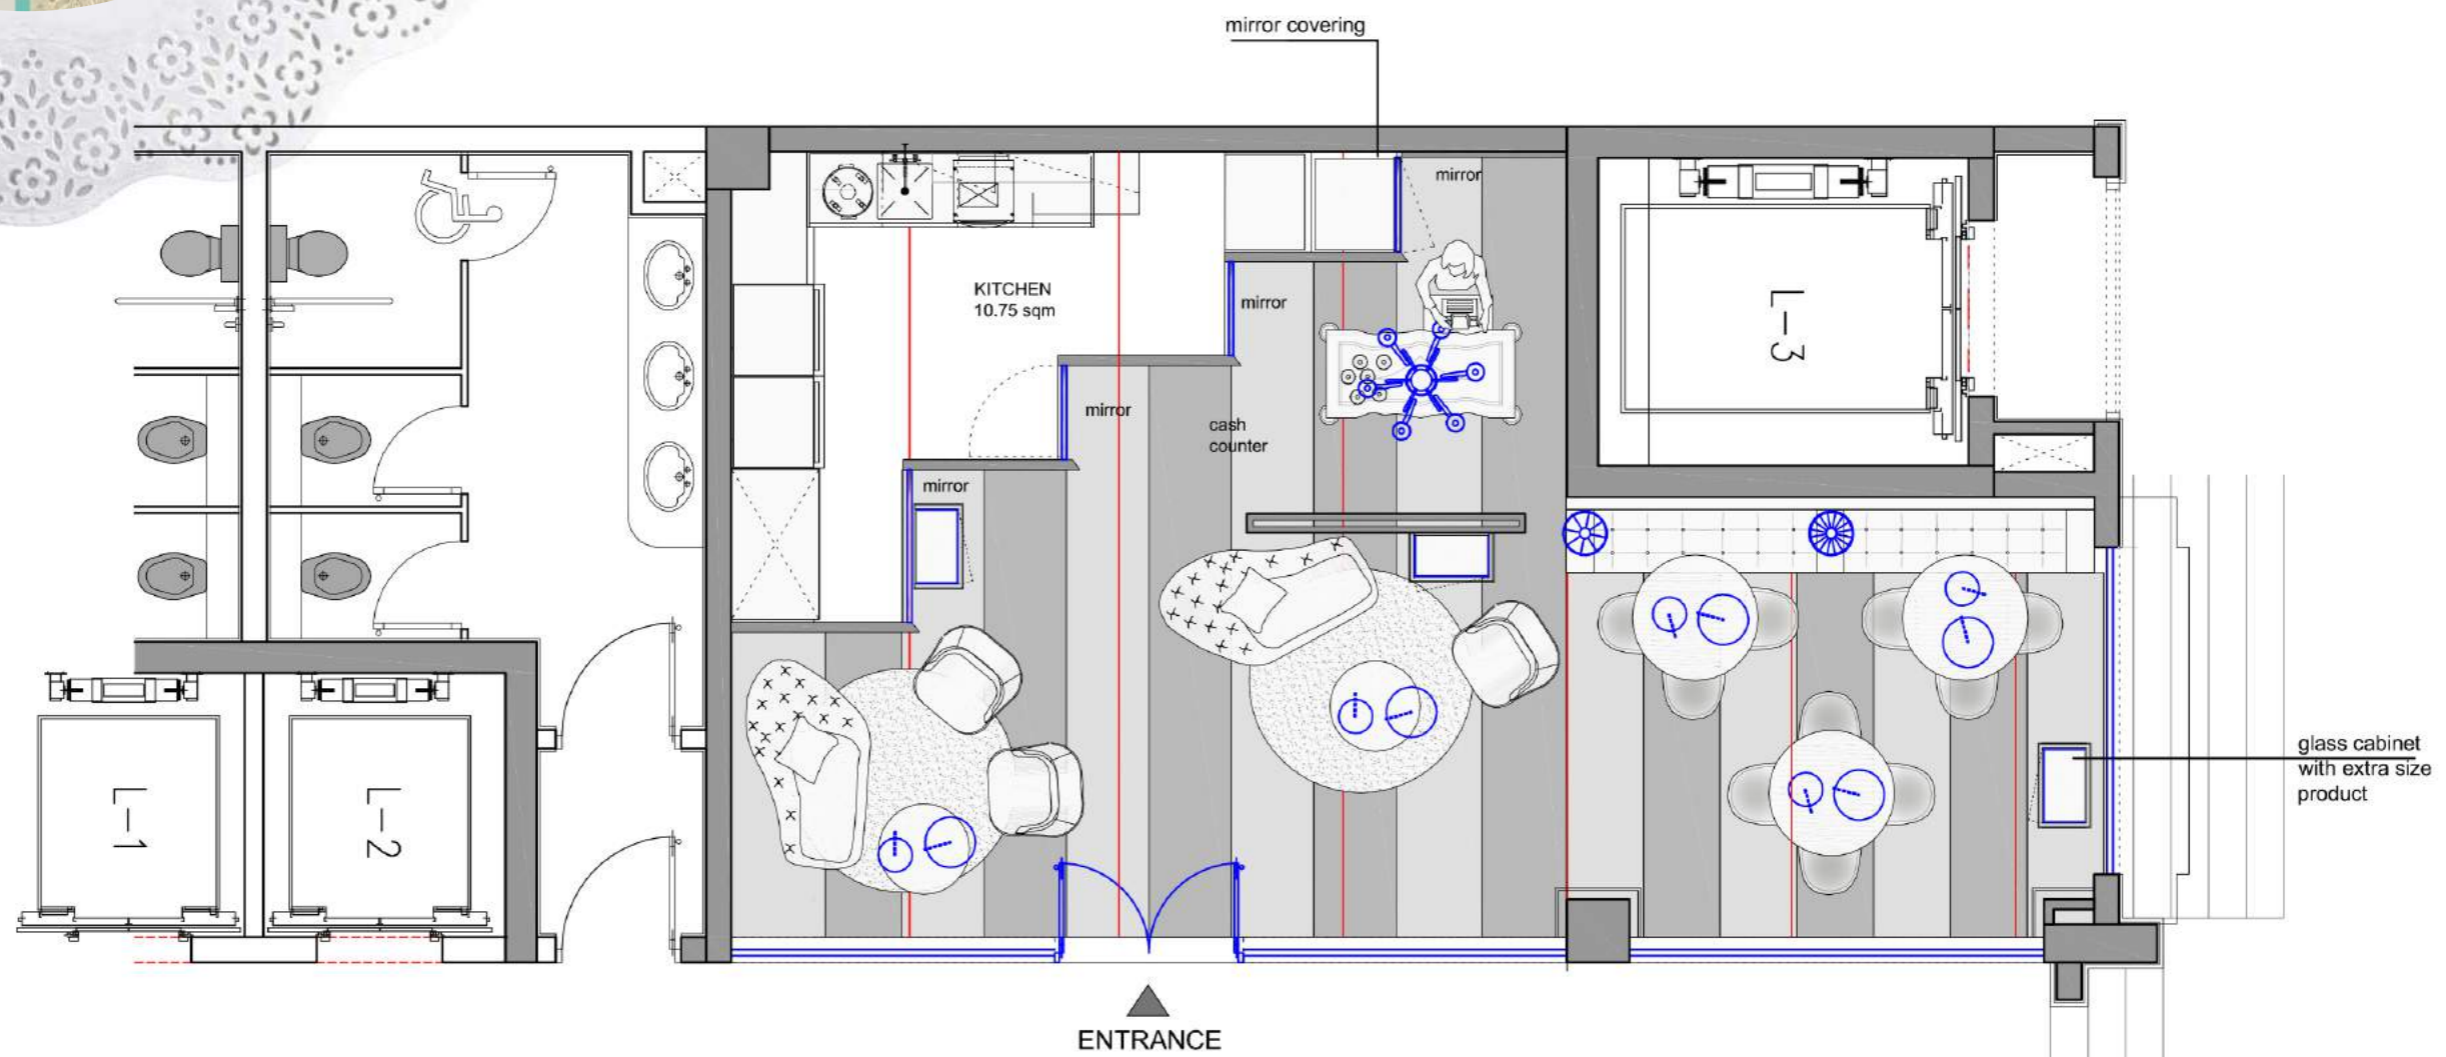 mirror covering
mirror
KITCHEN
10.75 sqm
mirror
L-3
mirror
cash
counter
mirror
glass cabinet
with extra size
product
L-1
L-2
ENTRANCE